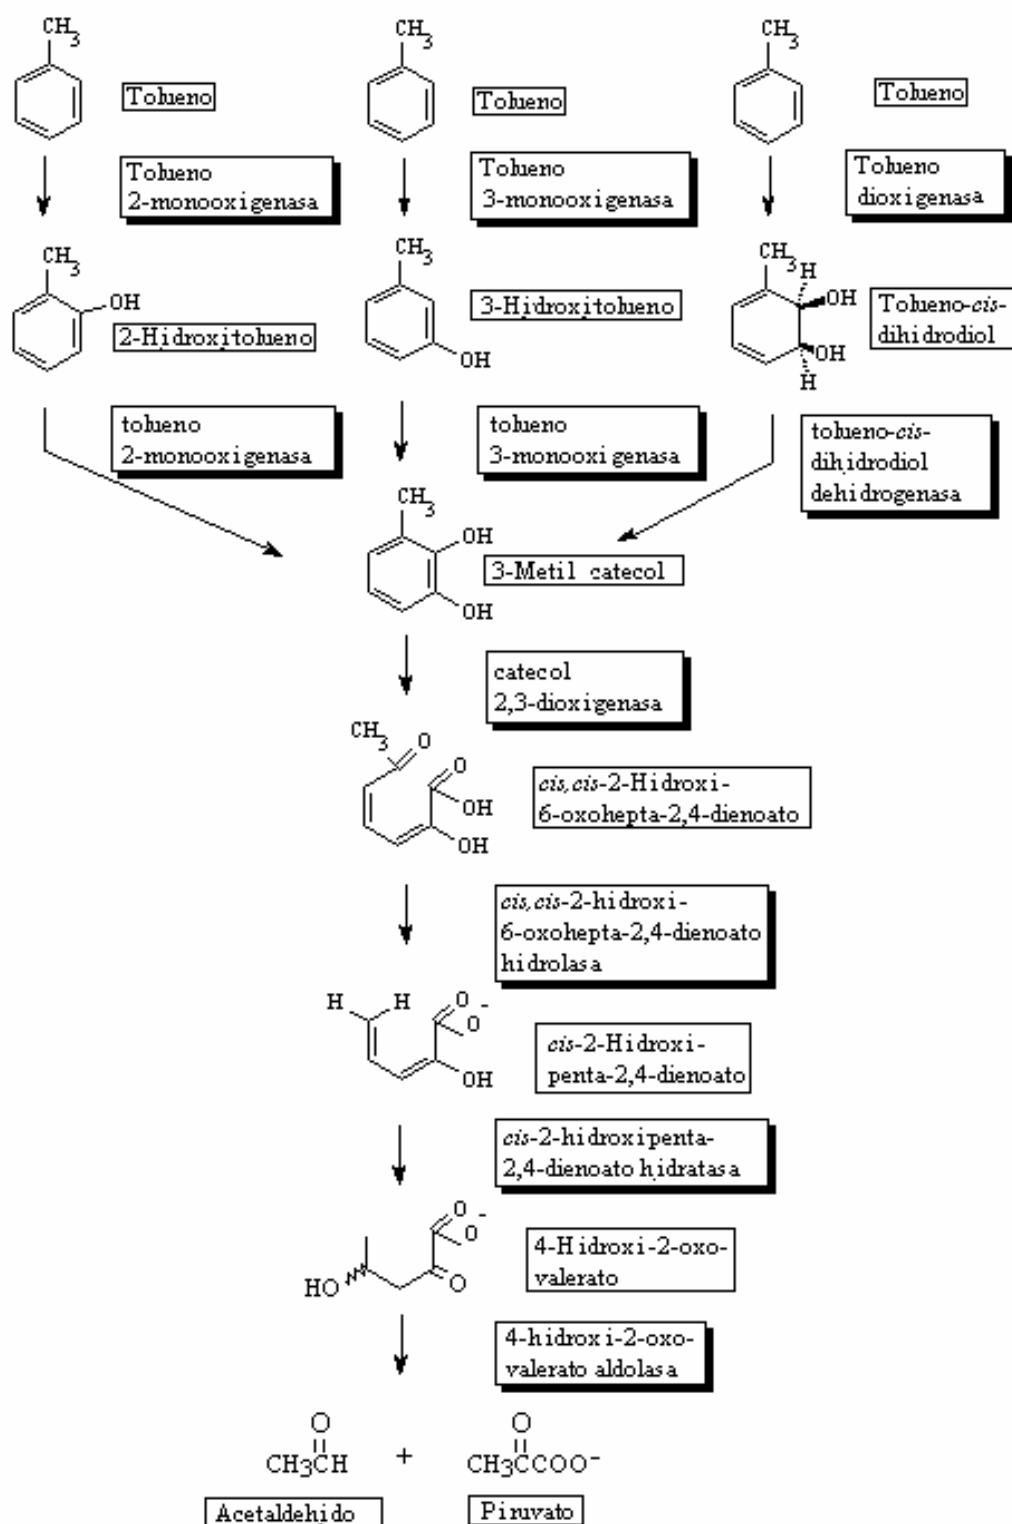 CH3
CH3
CH3
Tolueno
Tolueno
Tolueno
Tolueno
2-monooxigenasa
Tolueno
3-monooxigenasa
Tolueno
dioxigenasa
CH3
OH
2-Hidroxitolueno
CH3
OH
3-Hidroxitolueno
CH3
H
OH
OH
H
Tolueno-cis-
dihidrodiol
tolueno
2-monooxigenasa
tolueno
3-monooxigenasa
tolueno-cis-
dihidrodiol
dehidrogenasa
CH3
OH
OH
3-Metil catecol
catecol
2,3-dioxigenasa
CH3
O
O
OH
OH
cis,cis-2-Hidroxi-
6-oxohepta-2,4-dienoato
cis,cis-2-hidroxi-
6-oxohepta-2,4-dienoato
hidrolasa
H
H
O
O-
OH
cis-2-Hidroxi-
penta-2,4-dienoato
cis-2-hidroxipenta-
2,4-dienoato hidratasa
O
O-
HO
O
4-Hidroxi-2-oxo-
valerato
4-hidroxi-2-oxo-
valerato aldolasa
O
CH3CH
+
O
CH3CCOO-
Acetaldehido
Piruvato